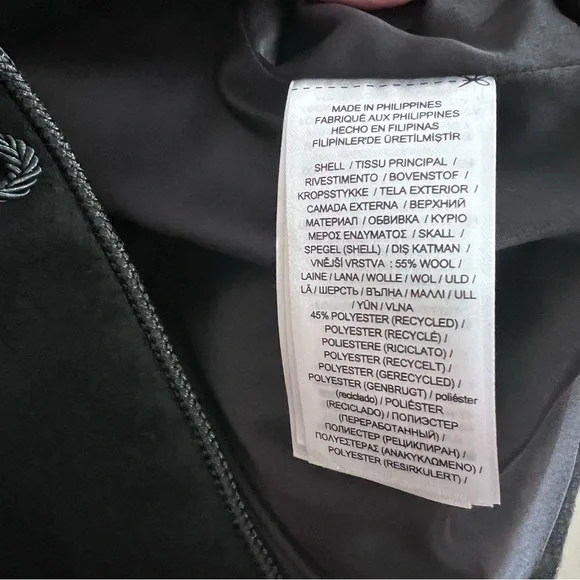 MADE IN PHILIPPINES
FABRIQUÉ AUX PHILIPPINES
HECHO EN FILIPINAS
FİLİPİNLER'DE ÜRETİLMİŞTİR
SHELL / TISSU PRINCIPAL /
RIVESTIMENTO / BOVENSTOF /
KROPSSTYKKE / TELA EXTERIOR /
CAMADA EXTERNA / ВЕРХНИЙ
МАТЕРИАЛ / ОБВИВКА / ΚΥΡΙΟ
ΜΕΡΟΣ ΕΝΔΥΜΑΤΟΣ / SKALL /
SPEGEL (SHELL) / DIŞ KATMAN /
VNĚJŠÍ VRSTVA : 55% WOOL /
LAINE / LANA / WOLLE / WOL / ULD /
LÃ / ШЕРСТЬ / ВЪЛНА / ΜΑΛΛΙ / ULL
/ YÜN / VLNA
45% POLYESTER (RECYCLED) /
POLYESTER (RECYCLÉ) /
POLIESTERE (RICICLATO) /
POLYESTER (RECYCELT) /
POLYESTER (GERECYCLED) /
POLYESTER (GENBRUGT) / poliéster
(reciclado) / POLIÉSTER
(RECICLADO) / ПОЛИЭСТЕР
(ПЕРЕРАБОТАННЫЙ) /
ПОЛИЕСТЕР (РЕЦИКЛИРАН) /
ΠΟΛΥΕΣΤΕΡΑΣ (ΑΝΑΚΥΚΛΩΜΕΝΟ) /
POLYESTER (RESIRKULERT) /